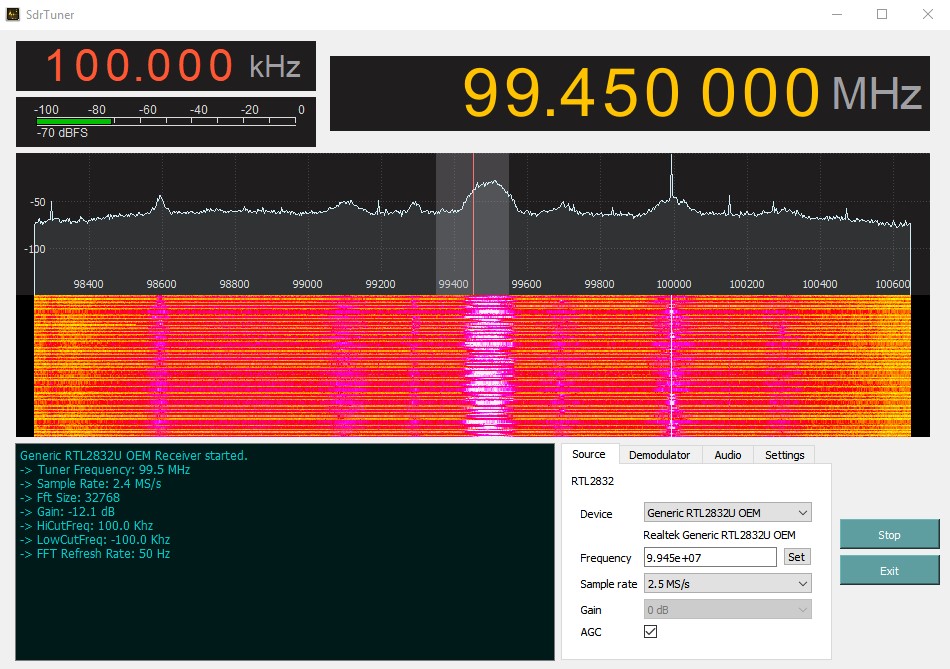 SdrTuner
100.000 kHz
99.450 000 MHz
-100 -80 -60 -40 -20 0
-70 dBFS
-50
-100
98400 98600 98800 99000 99200 99400 99600 99800 100000 100200 100400 100600
Generic RTL2832U OEM Receiver started.
-> Tuner Frequency: 99.5 MHz
-> Sample Rate: 2.4 MS/s
-> Fft Size: 32768
-> Gain: -12.1 dB
-> HiCutFreq: 100.0 Khz
-> LowCutFreq: -100.0 Khz
-> FFT Refresh Rate: 50 Hz
Source Demodulator Audio Settings
RTL2832
Device Generic RTL2832U OEM
Realtek Generic RTL2832U OEM
Frequency 9.945e+07 Set
Sample rate 2.5 MS/s
Gain 0 dB
AGC
Stop
Exit